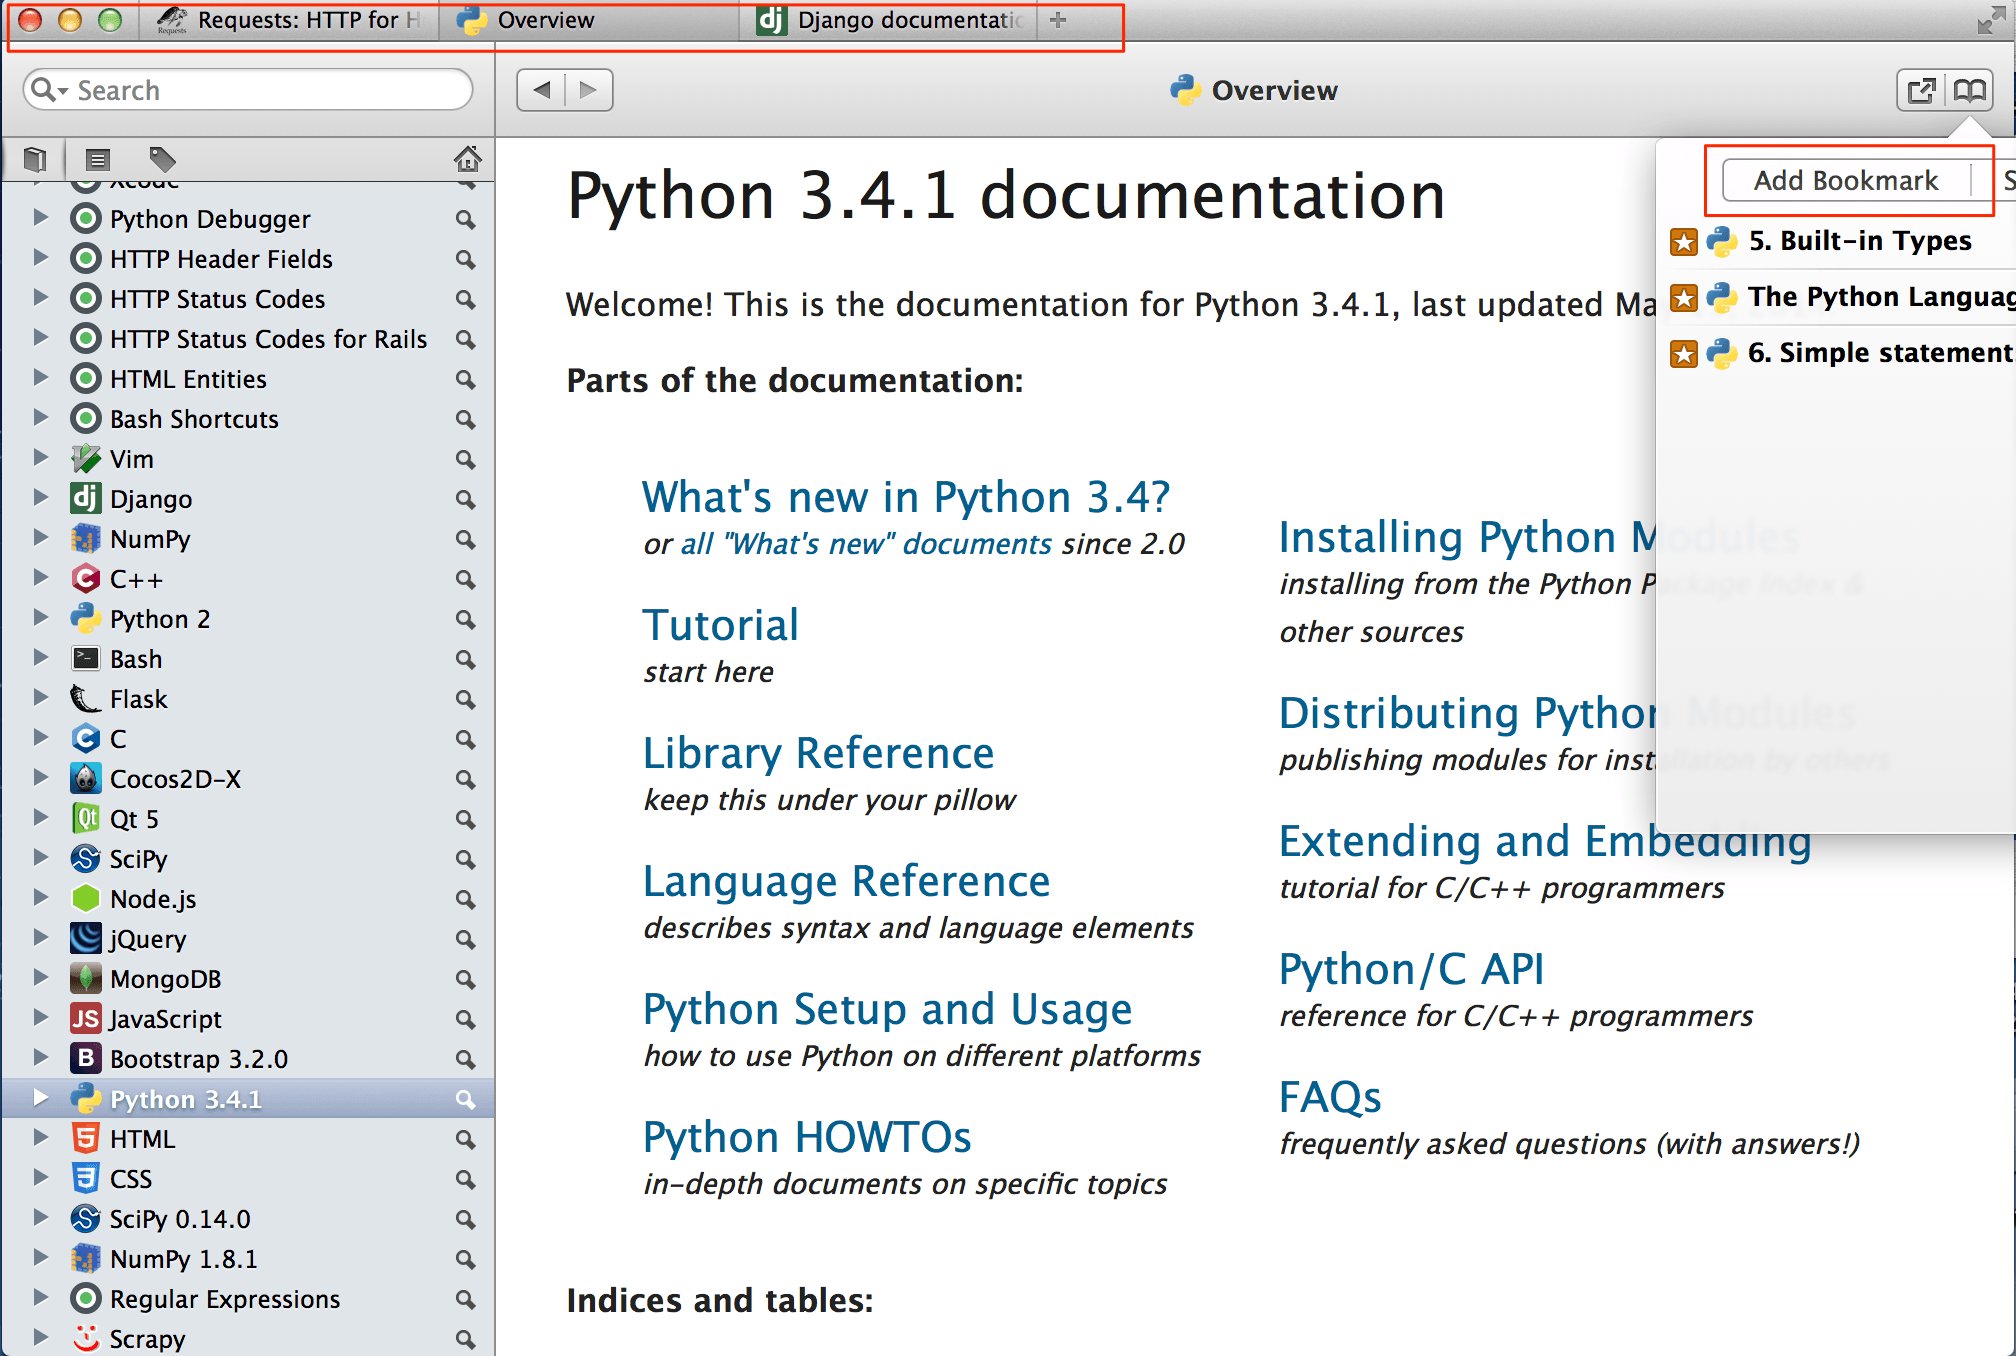 Requests: HTTP for H
Overview
Django documentatic
Requests
Search
Overview
Add Bookmark
S
5. Built-in Types
The Python Languag
6. Simple statement
Xcode
Python Debugger
HTTP Header Fields
HTTP Status Codes
HTTP Status Codes for Rails
HTML Entities
Bash Shortcuts
Vim
Django
NumPy
C++
Python 2
Bash
Flask
C
Cocos2D-X
Qt 5
SciPy
Node.js
jQuery
MongoDB
JavaScript
Bootstrap 3.2.0
Python 3.4.1
HTML
CSS
SciPy 0.14.0
NumPy 1.8.1
Regular Expressions
Scrapy
Python 3.4.1 documentation
Welcome! This is the documentation for Python 3.4.1, last updated Ma
Parts of the documentation:
What's new in Python 3.4?
or all "What's new" documents since 2.0
Tutorial
start here
Library Reference
keep this under your pillow
Language Reference
describes syntax and language elements
Python Setup and Usage
how to use Python on different platforms
Python HOWTOs
in-depth documents on specific topics
Installing Python Modules
installing from the Python Package Index &
other sources
Distributing Python Modules
publishing modules for installation by others
Extending and Embedding
tutorial for C/C++ programmers
Python/C API
reference for C/C++ programmers
FAQs
frequently asked questions (with answers!)
Indices and tables: